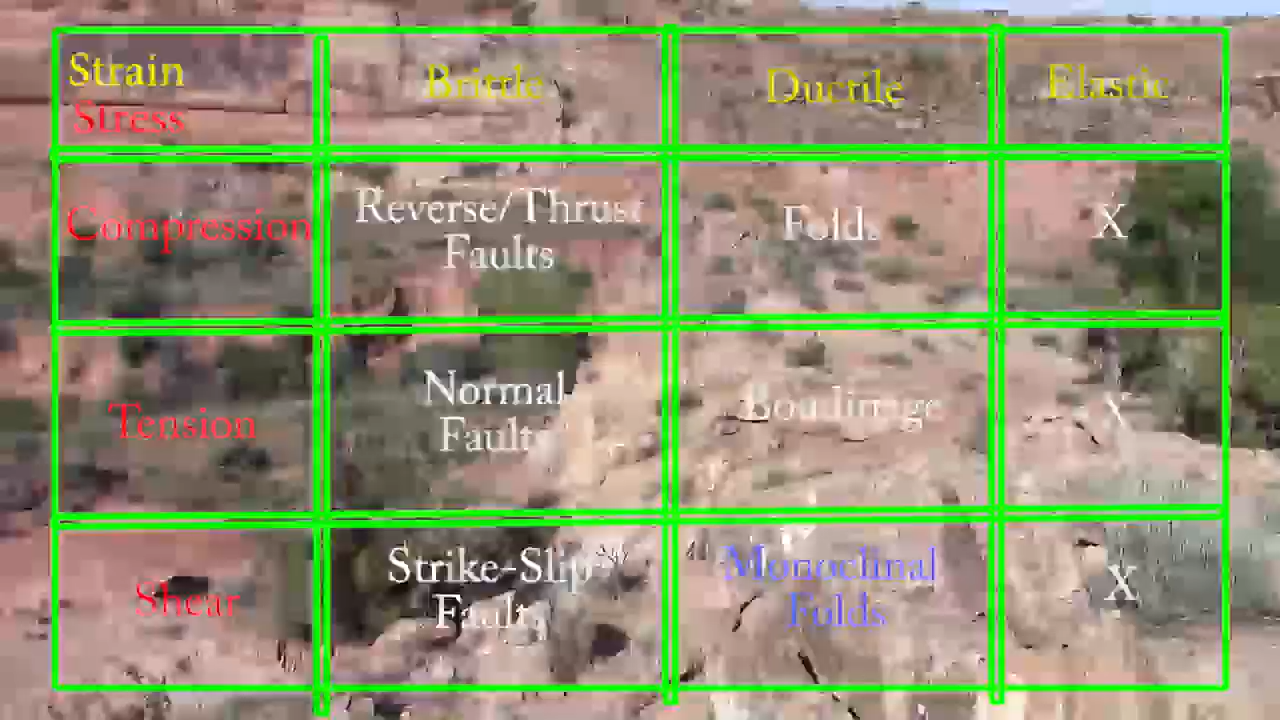 Strain Brittle Ductile Elastic
Stress
Compression Reverse/Thrust Folds X
Faults
Tension Normal Boudinage X
Faults
Shear Strike-Slip Monoclinal X
Faults Folds